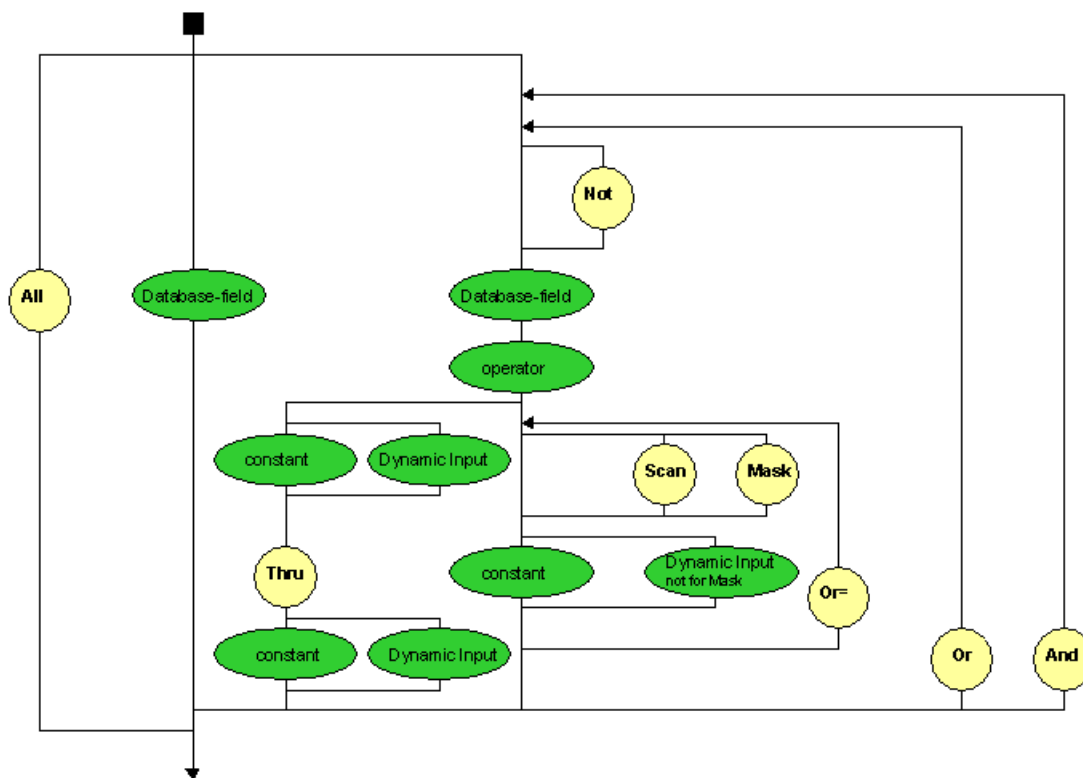 Not
All
Database-field
Database-field
operator
constant
Dynamic Input
Scan
Mask
Thru
constant
Dynamic Input
not for Mask
Or=
constant
Dynamic Input
Or
And